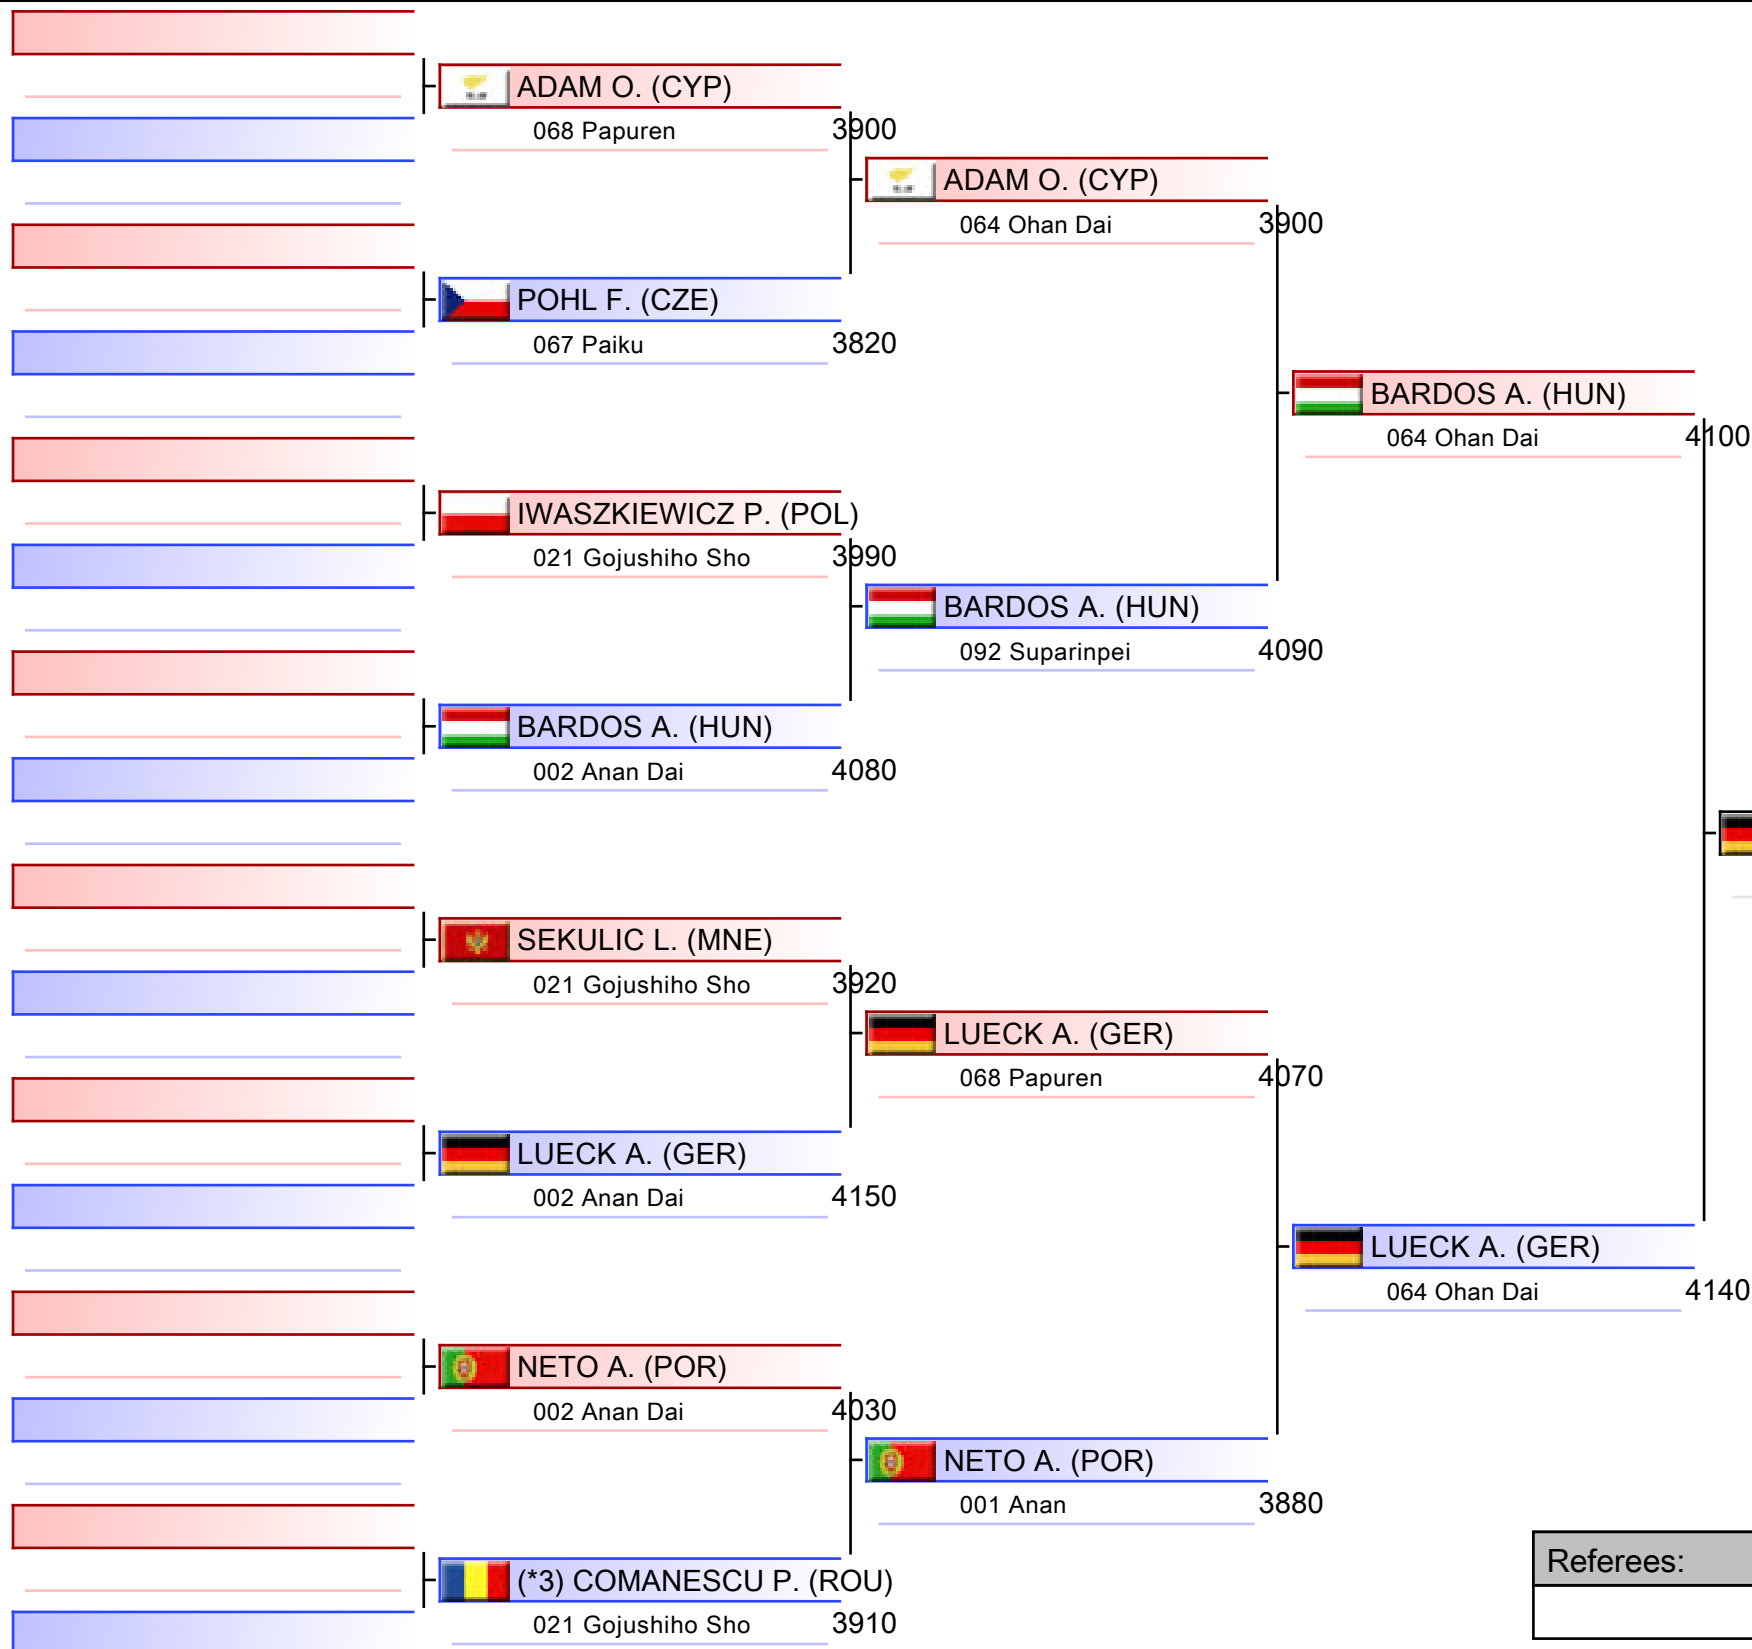 ADAM O. (CYP)
068 Papuren 3900
POHL F. (CZE)
067 Paiku 3820
IWASZKIEWICZ P. (POL)
021 Gojushiho Sho 3990
BARDOS A. (HUN)
002 Anan Dai 4080
SEKULIC L. (MNE)
021 Gojushiho Sho 3920
LUECK A. (GER)
002 Anan Dai 4150
NETO A. (POR)
002 Anan Dai 4030
(*3) COMANESCU P. (ROU)
021 Gojushiho Sho 3910
ADAM O. (CYP)
064 Ohan Dai 3900
BARDOS A. (HUN)
092 Suparinpei 4090
LUECK A. (GER)
068 Papuren 4070
NETO A. (POR)
001 Anan 3880
BARDOS A. (HUN)
064 Ohan Dai 4100
LUECK A. (GER)
064 Ohan Dai 4140
Referees: